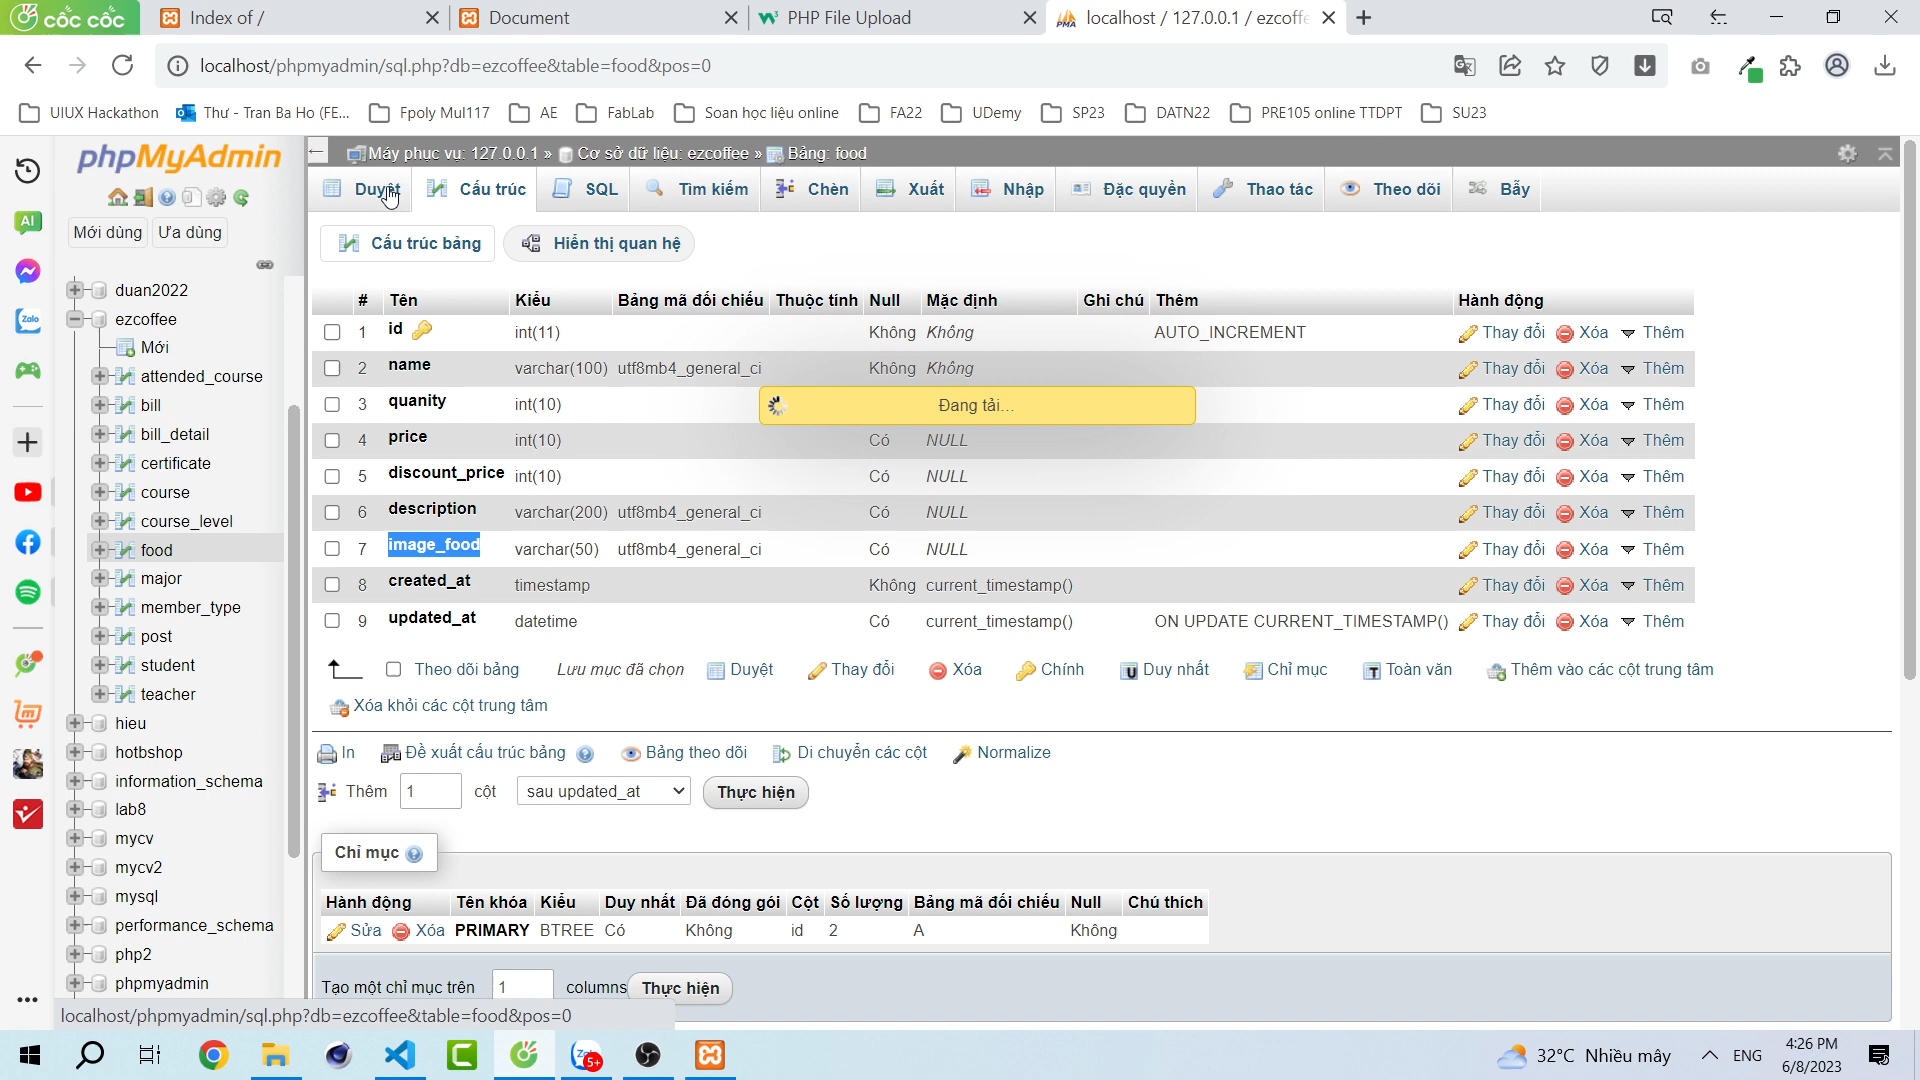 cốc cốc
Index of /
Document
PHP File Upload
localhost / 127.0.0.1 / ezcoffe
localhost/phpmyadmin/sql.php?db=ezcoffee&table=food&pos=0
UIUX Hackathon
Thư - Tran Ba Ho (FE...
Fpoly Mul117
AE
FabLab
Soan học liệu online
FA22
UDemy
SP23
DATN22
PRE105 online TTDPT
SU23
phpMyAdmin
Mới dùng
Ưa dùng
duan2022
ezcoffee
Mới
attended_course
bill
bill_detail
certificate
course
course_level
food
major
member_type
post
student
teacher
hieu
hotbshop
information_schema
lab8
mycv
mycv2
mysql
performance_schema
php2
phpmyadmin
Máy phục vụ: 127.0.0.1 » Cơ sở dữ liệu: ezcoffee » Bảng: food
Duyệt
Cấu trúc
SQL
Tìm kiếm
Chèn
Xuất
Nhập
Đặc quyền
Thao tác
Theo dõi
Bẫy
Cấu trúc bảng
Hiển thị quan hệ
# Tên Kiểu Bảng mã đối chiếu Thuộc tính Null Mặc định Ghi chú Thêm Hành động
1 id int(11) Không Không AUTO_INCREMENT Thay đổi Xóa Thêm
2 name varchar(100) utf8mb4_general_ci Không Không Thay đổi Xóa Thêm
3 quanity int(10) Thay đổi Xóa Thêm
Đang tải...
4 price int(10) Có NULL Thay đổi Xóa Thêm
5 discount_price int(10) Có NULL Thay đổi Xóa Thêm
6 description varchar(200) utf8mb4_general_ci Có NULL Thay đổi Xóa Thêm
7 image_food varchar(50) utf8mb4_general_ci Có NULL Thay đổi Xóa Thêm
8 created_at timestamp Không current_timestamp() Thay đổi Xóa Thêm
9 updated_at datetime Có current_timestamp() ON UPDATE CURRENT_TIMESTAMP() Thay đổi Xóa Thêm
Theo dõi bảng Lưu mục đã chọn Duyệt Thay đổi Xóa Chính Duy nhất Chỉ mục Toàn văn Thêm vào các cột trung tâm
Xóa khỏi các cột trung tâm
In Đề xuất cấu trúc bảng Bảng theo dõi Di chuyển các cột Normalize
Thêm 1 cột sau updated_at Thực hiện
Chỉ mục
Hành động Tên khóa Kiểu Duy nhất Đã đóng gói Cột Số lượng Bảng mã đối chiếu Null Chú thích
Sửa Xóa PRIMARY BTREE Có Không id 2 A Không
Tạo một chỉ mục trên 1 columns Thực hiện
localhost/phpmyadmin/sql.php?db=ezcoffee&table=food&pos=0
AI
Zalo
5+
32°C Nhiều mây
ENG
4:26 PM
6/8/2023